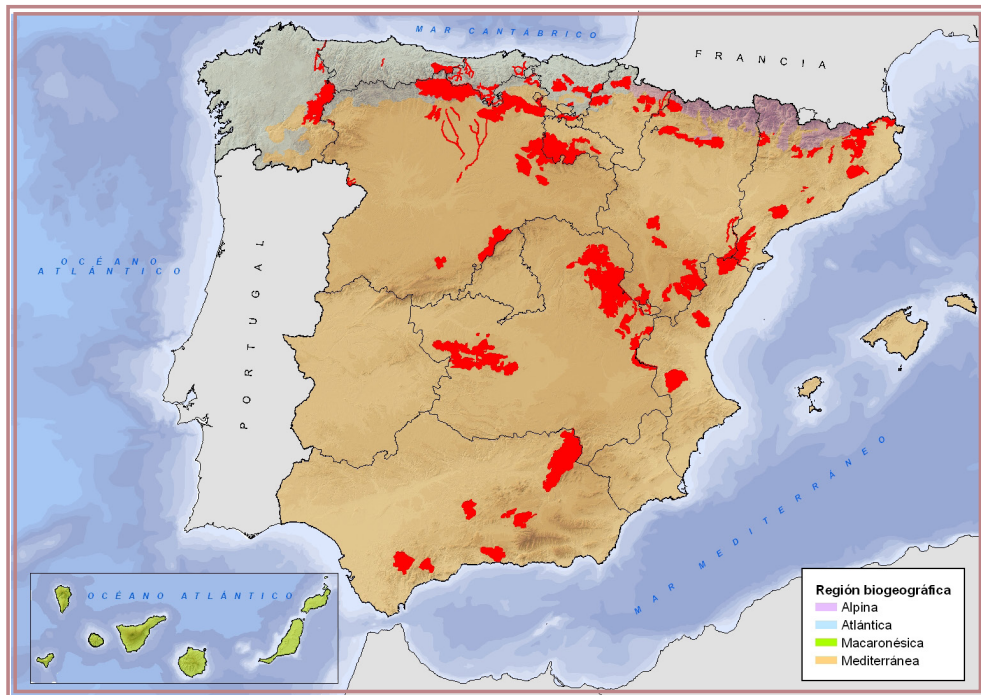 MAR CANTÁBRICO
FRANCIA
OCÉANO
ATLÁNTICO
PORTUGAL
MAR MEDITERRÁNEO
OCÉANO ATLÁNTICO
Región biogeográfica
Alpina
Atlántica
Macaronésica
Mediterránea